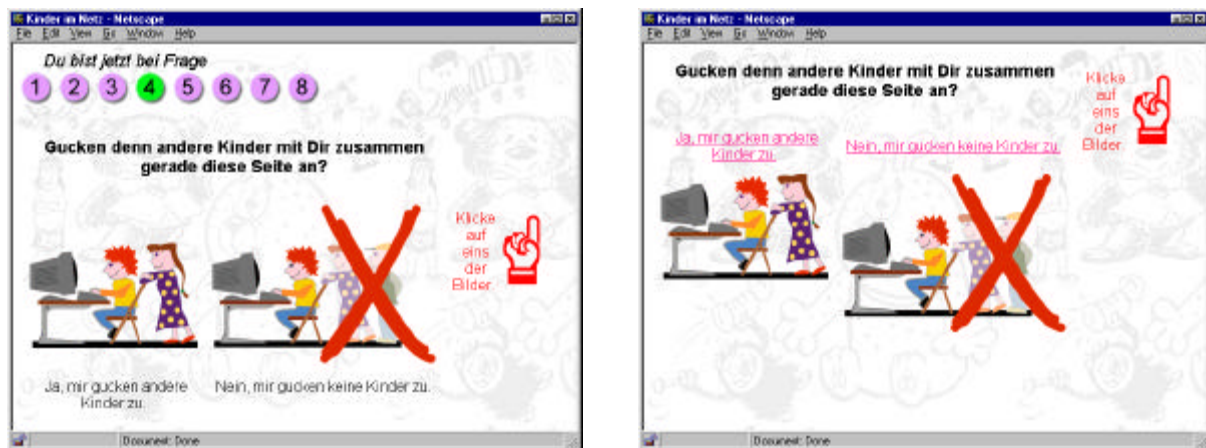 Kinder im Netz - Netscape
File Edit View Go Window Help
Du bist jetzt bei Frage
1 2 3 4 5 6 7 8
Gucken denn andere Kinder mit Dir zusammen
gerade diese Seite an?
Klicke
auf
eins
der
Bilder.
Ja, mir gucken andere
Kinder zu.
Nein, mir gucken keine Kinder zu.
Document: Done
Kinder im Netz - Netscape
File Edit View Go Window Help
Gucken denn andere Kinder mit Dir zusammen
gerade diese Seite an?
Klicke
auf
eins
der
Bilder.
Ja, mir gucken andere
Kinder zu.
Nein, mir gucken keine Kinder zu.
Document: Done